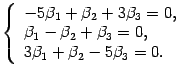 -5β₁ + β₂ + 3β₃ = 0,
β₁ - β₂ + β₃ = 0,
3β₁ + β₂ - 5β₃ = 0.